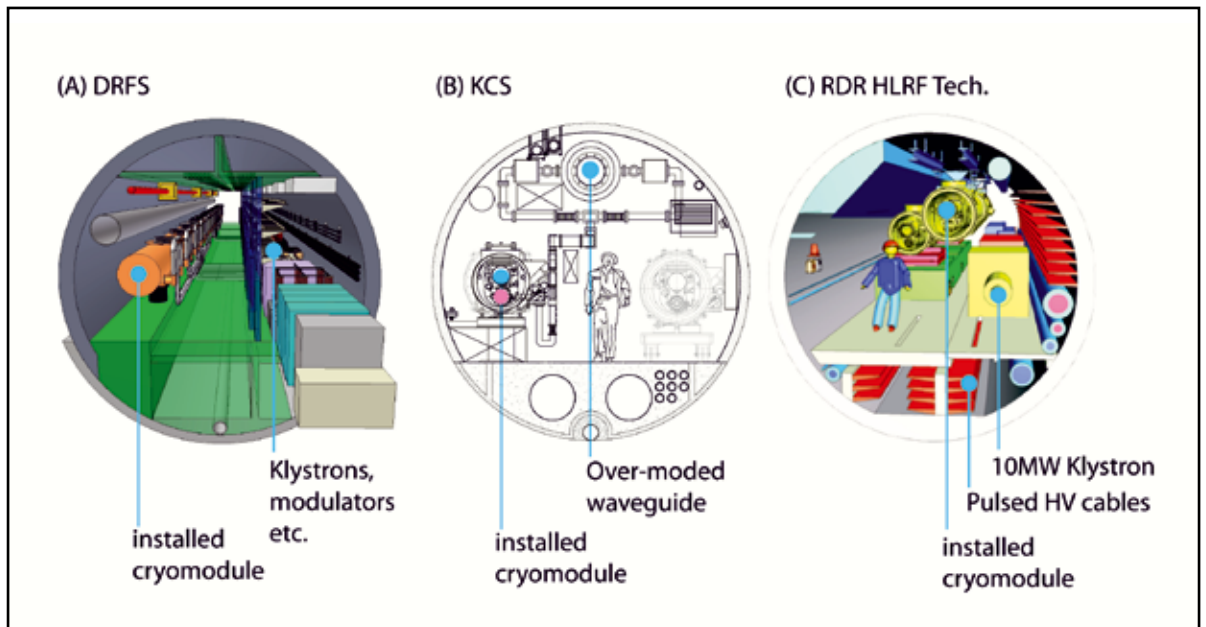 (A) DRFS
(B) KCS
(C) RDR HLRF Tech.
Klystrons,
modulators
etc.
installed
cryomodule
Over-moded
waveguide
installed
cryomodule
10MW Klystron
Pulsed HV cables
installed
cryomodule